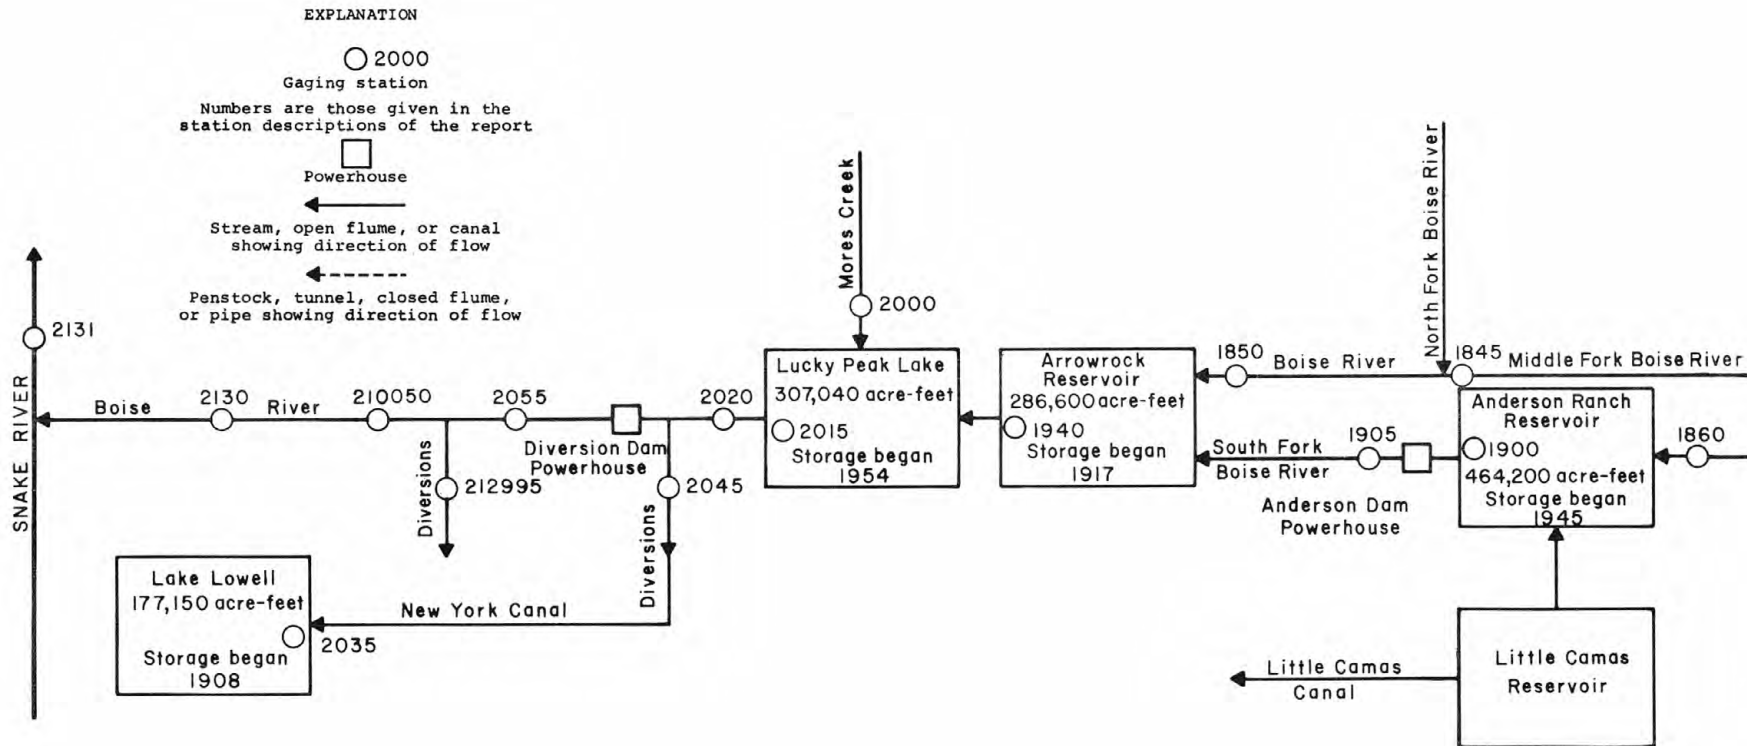 EXPLANATION
2000
Gaging station
Numbers are those given in the
station descriptions of the report
Powerhouse
Stream, open flume, or canal
showing direction of flow
Penstock, tunnel, closed flume,
or pipe showing direction of flow
SNAKE RIVER
2131
Boise
2130
River
210050
2055
Diversion Dam
Powerhouse
2020
Diversions
212995
2045
Diversions
New York Canal
Lake Lowell
177,150 acre-feet
2035
Storage began
1908
Mores Creek
2000
Lucky Peak Lake
307,040 acre-feet
2015
Storage began
1954
Arrowrock
Reservoir
286,600 acre-feet
1940
Storage began
1917
1850
Boise River
North Fork Boise River
1845
Middle Fork Boise River
South Fork
Boise River
1905
Anderson Dam
Powerhouse
Anderson Ranch
Reservoir
1900
464,200 acre-feet
Storage began
1945
1860
Little Camas
Canal
Little Camas
Reservoir